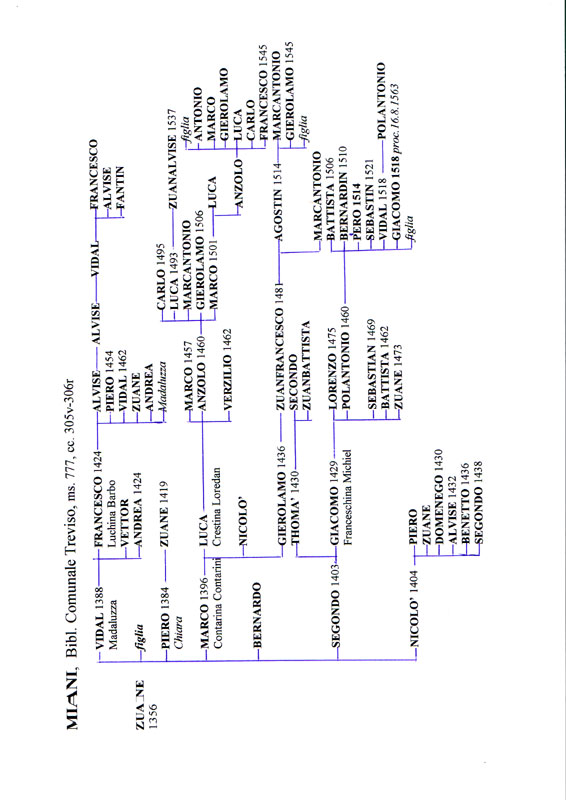 MIANI, Bibl. Comunale Treviso, ms. 777, cc. 305v-306r
ZUANE
1356
VIDAL 1388
Madaluzza
figlia
PIERO 1384
Chiara
MARCO 1396
Contarina Contarini
BERNARDO
SEGONDO 1403
NICOLO' 1404
FRANCESCO 1424
Luchina Barbo
VETTOR
ANDREA 1424
ZUANE 1419
LUCA
Crestina Loredan
NICOLO'
GIEROLAMO 1436
THOMA' 1430
GIACOMO 1429
Franceschina Michiel
PIERO
ZUANE
DOMENEGO 1430
ALVISE 1432
BENETTO 1436
SEGONDO 1438
ALVISE
PIERO 1454
VIDAL 1462
ZUANE
ANDREA
Madaluzza
MARCO 1457
ANZOLO 1460
VERZILIO 1462
ZUANFRANCESCO 1481
SECONDO
ZUANBATTISTA
LORENZO 1475
POLANTONIO 1460
SEBASTIAN 1469
BATTISTA 1462
ZUANE 1473
ALVISE
VIDAL
FRANCESCO
ALVISE
FANTIN
CARLO 1495
LUCA 1493
MARCANTONIO
GIEROLAMO 1506
MARCO 1501
ZUANALVISE 1537
LUCA
ANZOLO
figlia
ANTONIO
MARCO
GIEROLAMO
LUCA
CARLO
FRANCESCO 1545
AGOSTIN 1514
MARCANTONIO
GIEROLAMO 1545
figlia
MARCANTONIO
BATTISTA 1506
BERNARDIN 1510
PERO 1514
SEBASTIN 1521
VIDAL 1518
POLANTONIO
GIACOMO 1518 proc.16.8.1563
figlia